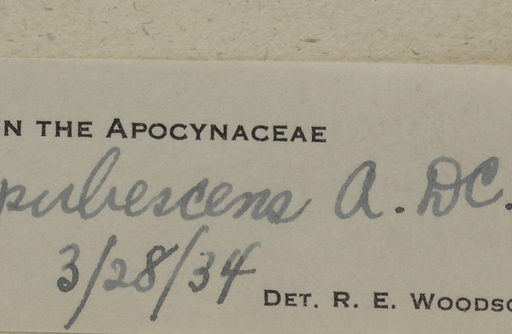 N THE APOCYNACEAE
pubescens A. DC.
3/28/34
DET. R. E. WOODSO